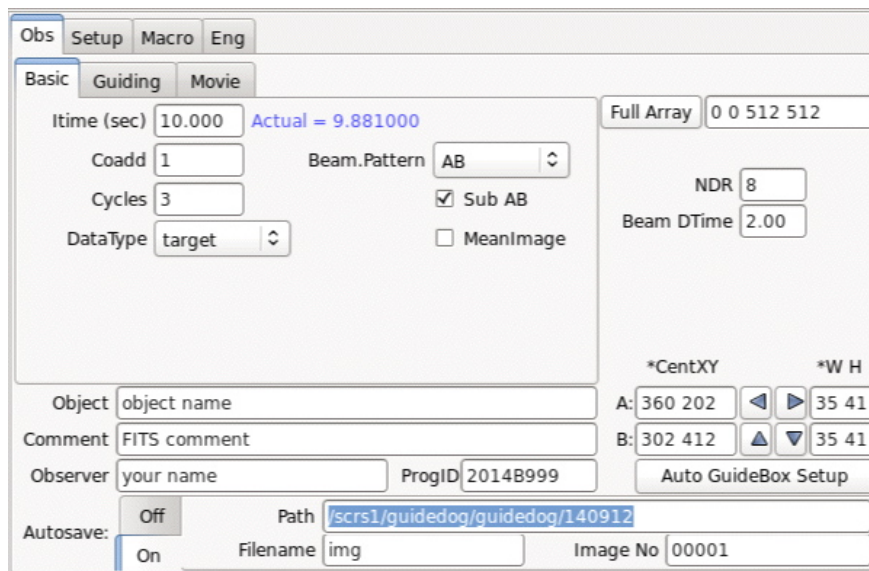 Obs Setup Macro Eng
Basic Guiding Movie
Itime (sec) 10.000 Actual = 9.881000
Full Array 0 0 512 512
Coadd 1 Beam.Pattern AB
NDR 8
Cycles 3 Sub AB
Beam DTime 2.00
DataType target MeanImage
*CentXY *W H
Object object name A: 360 202 35 41
Comment FITS comment B: 302 412 35 41
Observer your name ProgID 2014B999 Auto GuideBox Setup
Autosave: Off Path /scrs1/guidedog/guidedog/140912
On Filename img Image No 00001